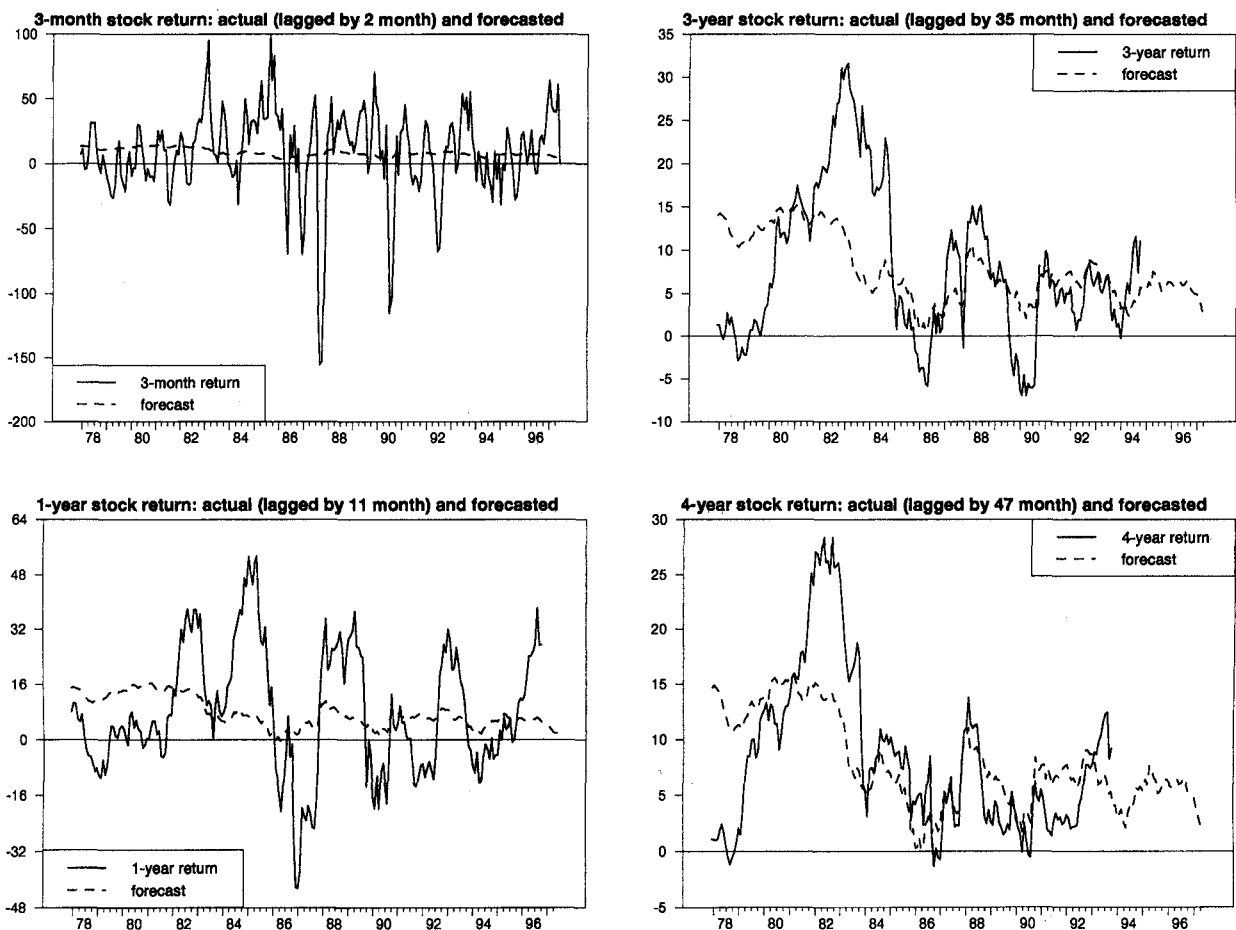 3-month stock return: actual (lagged by 2 month) and forecasted
100
50
0
-50
-100
-150
-200
3-month return
forecast
78 80 82 84 86 88 90 92 94 96
3-year stock return: actual (lagged by 35 month) and forecasted
35
30
25
20
15
10
5
0
-5
-10
3-year return
forecast
78 80 82 84 86 88 90 92 94 96
1-year stock return: actual (lagged by 11 month) and forecasted
64
48
32
16
0
-16
-32
-48
1-year return
forecast
78 80 82 84 86 88 90 92 94 96
4-year stock return: actual (lagged by 47 month) and forecasted
30
25
20
15
10
5
0
-5
4-year return
forecast
78 80 82 84 86 88 90 92 94 96